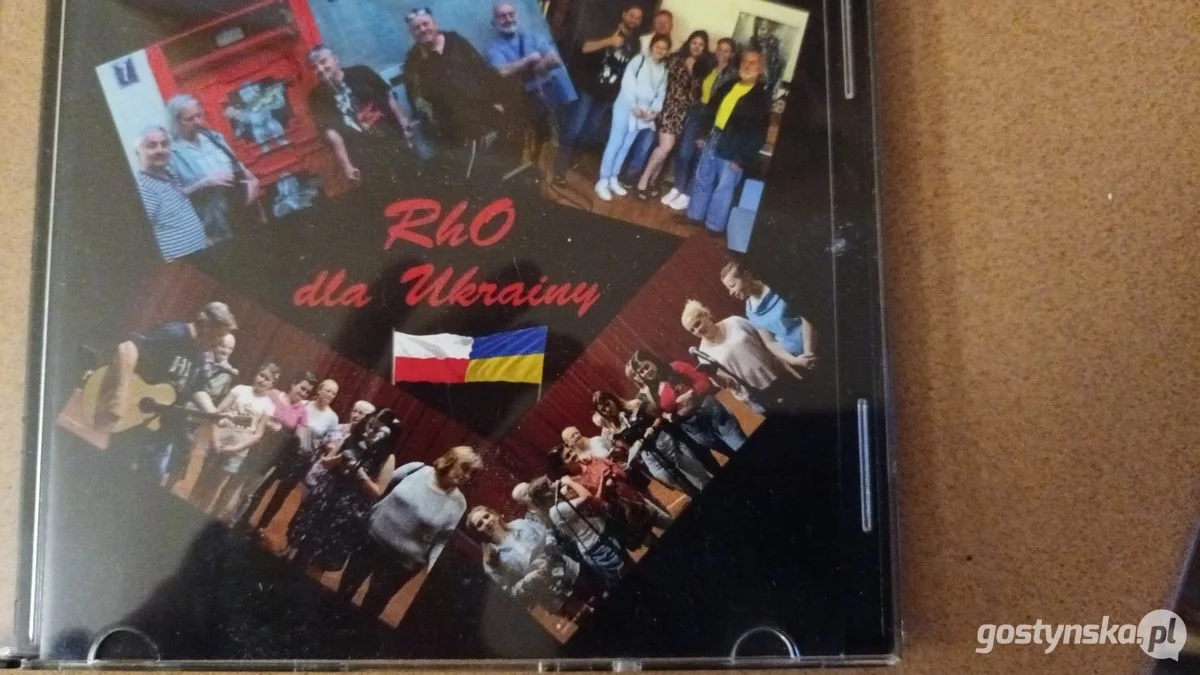 RhO
dla Ukrainy
gostynska.pl